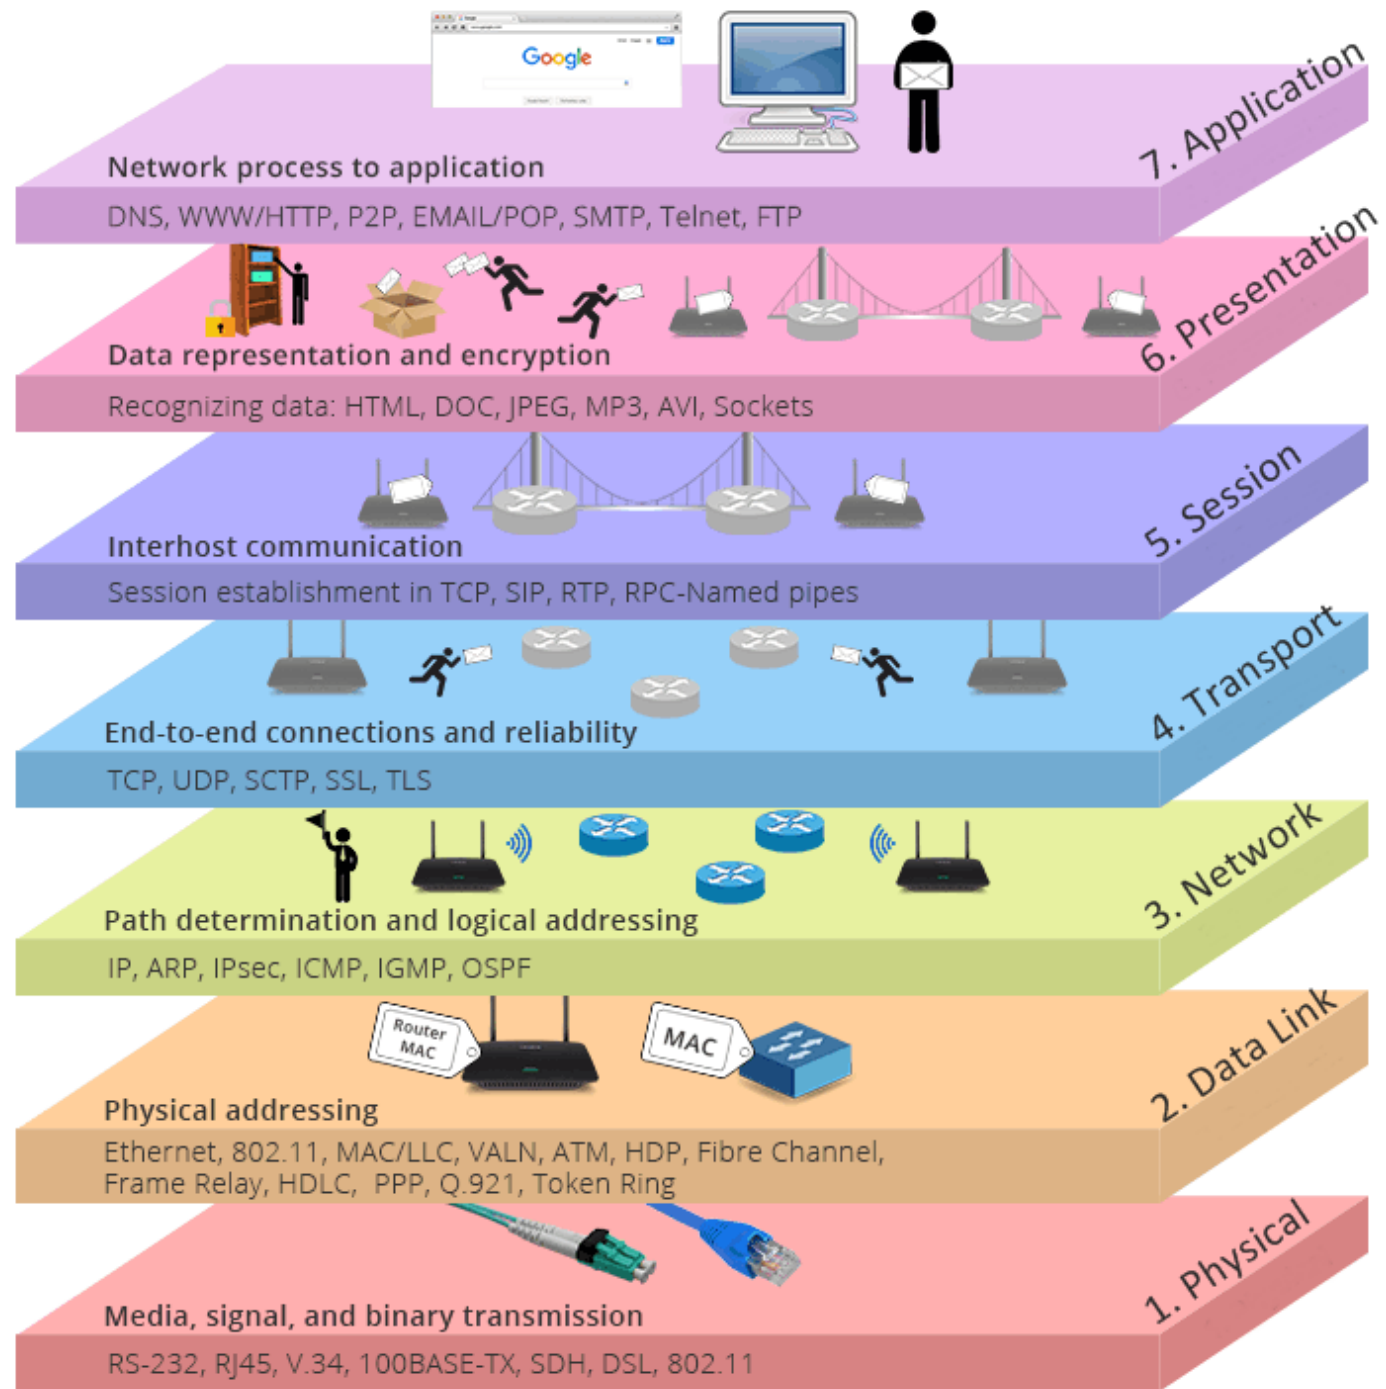 Google
7. Application
Network process to application
DNS, WWW/HTTP, P2P, EMAIL/POP, SMTP, Telnet, FTP
6. Presentation
Data representation and encryption
Recognizing data: HTML, DOC, JPEG, MP3, AVI, Sockets
5. Session
Interhost communication
Session establishment in TCP, SIP, RTP, RPC-Named pipes
4. Transport
End-to-end connections and reliability
TCP, UDP, SCTP, SSL, TLS
3. Network
Path determination and logical addressing
IP, ARP, IPsec, ICMP, IGMP, OSPF
2. Data Link
Router
MAC
MAC
Physical addressing
Ethernet, 802.11, MAC/LLC, VALN, ATM, HDP, Fibre Channel,
Frame Relay, HDLC, PPP, Q.921, Token Ring
1. Physical
Media, signal, and binary transmission
RS-232, RJ45, V.34, 100BASE-TX, SDH, DSL, 802.11